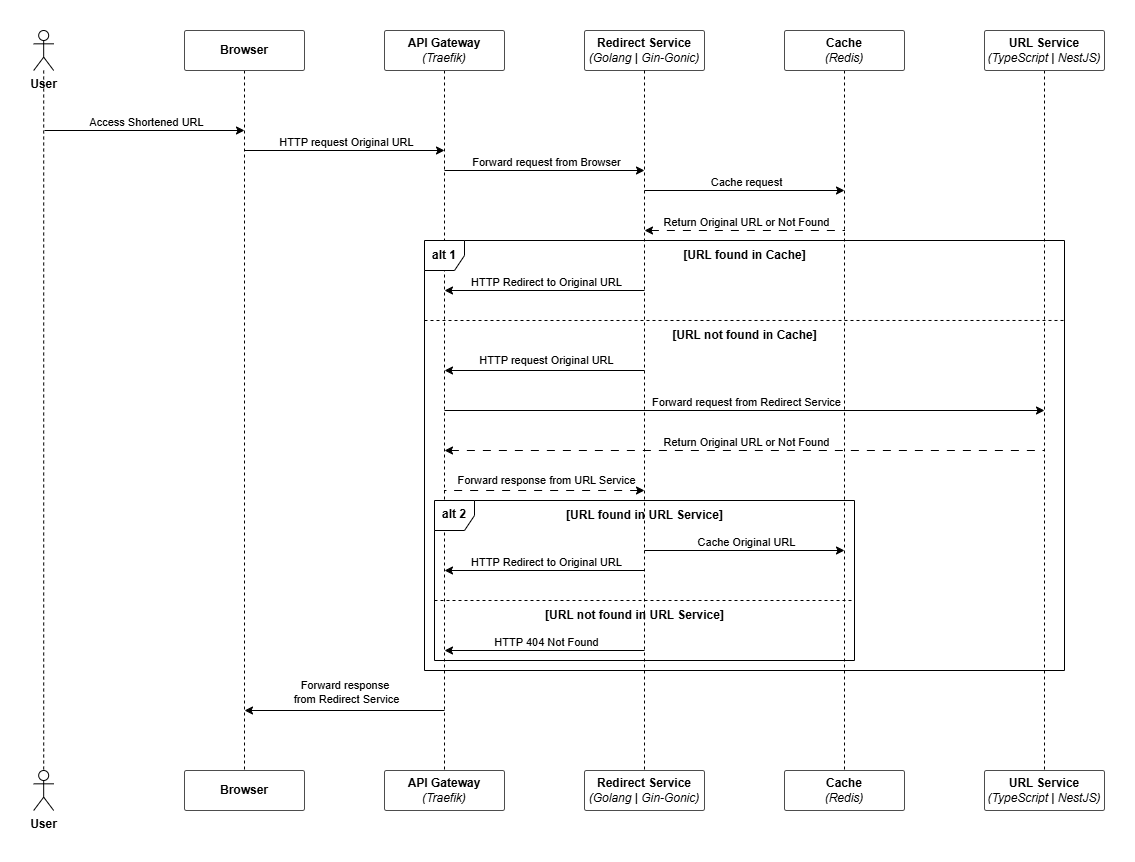 User
Browser
API Gateway
(Traefik)
Redirect Service
(Golang | Gin-Gonic)
Cache
(Redis)
URL Service
(TypeScript | NestJS)
Access Shortened URL
HTTP request Original URL
Forward request from Browser
Cache request
Return Original URL or Not Found
alt 1
[URL found in Cache]
HTTP Redirect to Original URL
[URL not found in Cache]
HTTP request Original URL
Forward request from Redirect Service
Return Original URL or Not Found
Forward response from URL Service
alt 2
[URL found in URL Service]
Cache Original URL
HTTP Redirect to Original URL
[URL not found in URL Service]
HTTP 404 Not Found
Forward response
from Redirect Service
User
Browser
API Gateway
(Traefik)
Redirect Service
(Golang | Gin-Gonic)
Cache
(Redis)
URL Service
(TypeScript | NestJS)